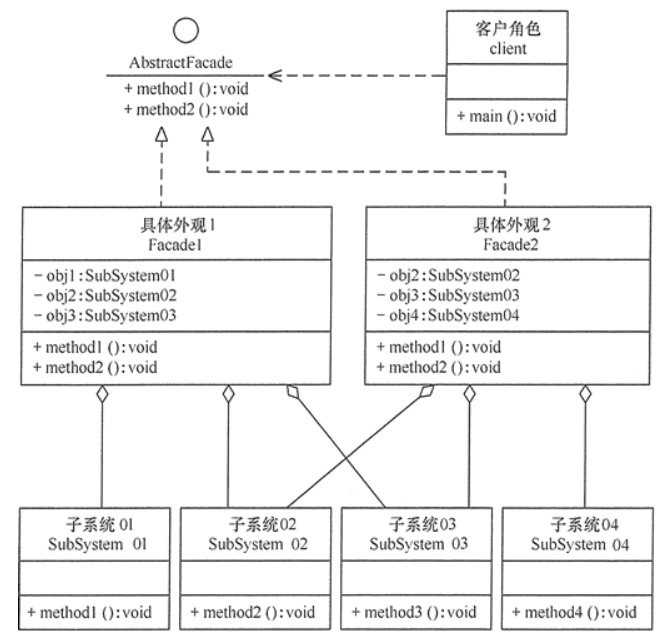 AbstractFacade
+ method1 ():void
+ method2 ():void
客户角色
client
+ main ():void
具体外观1
Facade1
- obj1:SubSystem01
- obj2:SubSystem02
- obj3:SubSystem03
+ method1 ():void
+ method2 ():void
具体外观2
Facade2
- obj2:SubSystem02
- obj3:SubSystem03
- obj4:SubSystem04
+ method1 ():void
+ method2 ():void
子系统 01
SubSystem 01
+ method1 ():void
子系统02
SubSystem 02
+ method2 ():void
子系统03
SubSystem 03
+ method3 ():void
子系统04
SubSystem 04
+ method4 ():void